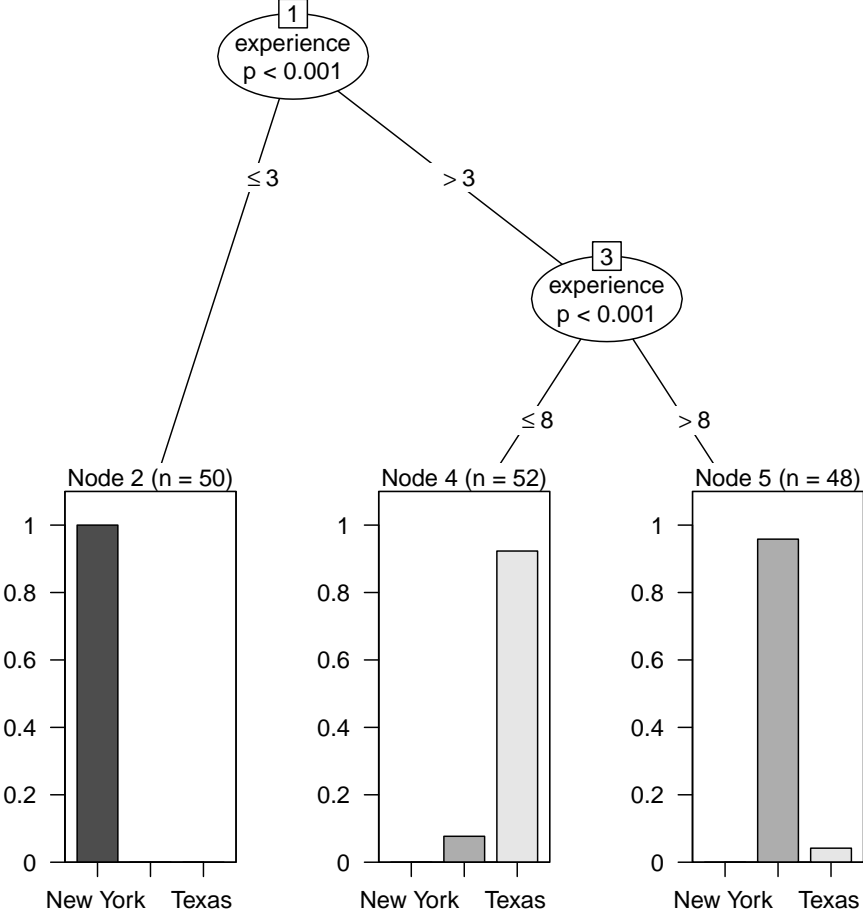 1
experience
p < 0.001
≤ 3
> 3
3
experience
p < 0.001
≤ 8
> 8
Node 2 (n = 50)
1
0.8
0.6
0.4
0.2
0
New York Texas
Node 4 (n = 52)
1
0.8
0.6
0.4
0.2
0
New York Texas
Node 5 (n = 48)
1
0.8
0.6
0.4
0.2
0
New York Texas